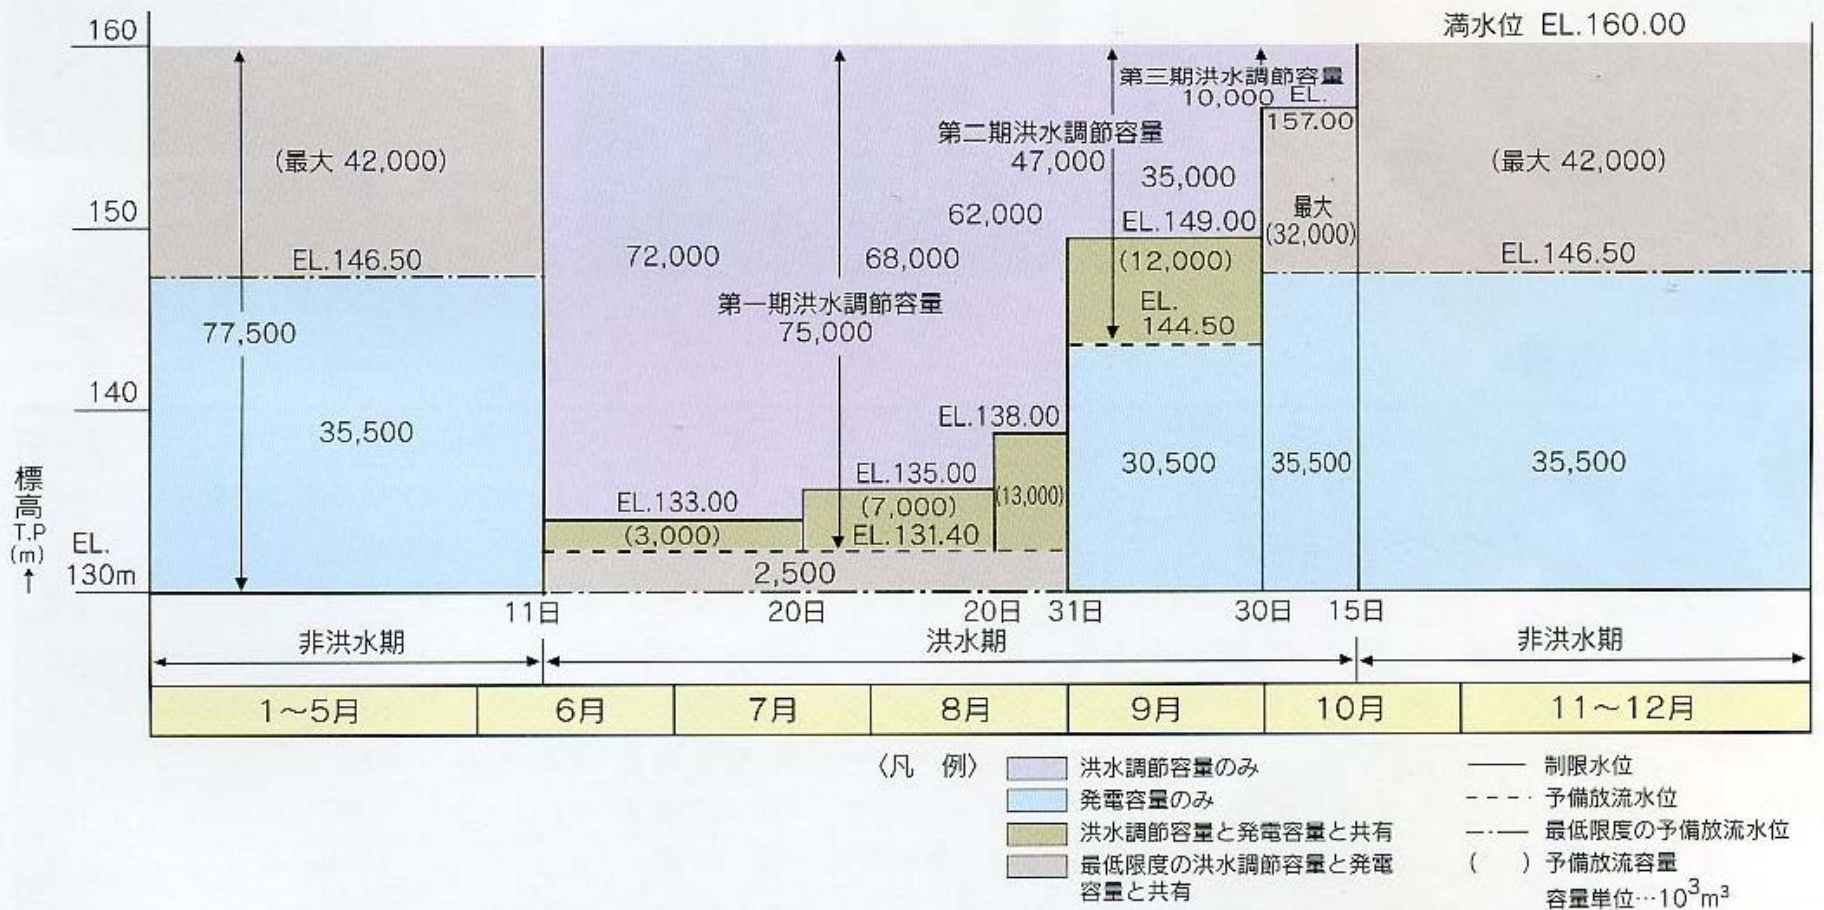 満水位 EL.160.00
160
150
140
EL.
130m
標高
T.P
(m)
↑
(最大 42,000)
EL.146.50
77,500
35,500
72,000
第一期洪水調節容量
75,000
68,000
62,000
EL.133.00
(3,000)
EL.135.00
(7,000)
EL.131.40
EL.138.00
(13,000)
2,500
第二期洪水調節容量
47,000
35,000
EL.149.00
(12,000)
EL.
144.50
30,500
第三期洪水調節容量
10,000 EL.
157.00
最大
(32,000)
35,500
(最大 42,000)
EL.146.50
35,500
11日 20日 20日 31日 30日 15日
非洪水期 洪水期 非洪水期
1〜5月 6月 7月 8月 9月 10月 11〜12月
〈凡 例〉
洪水調節容量のみ
発電容量のみ
洪水調節容量と発電容量と共有
最低限度の洪水調節容量と発電
容量と共有
制限水位
予備放流水位
最低限度の予備放流水位
( ) 予備放流容量
容量単位…10³m³